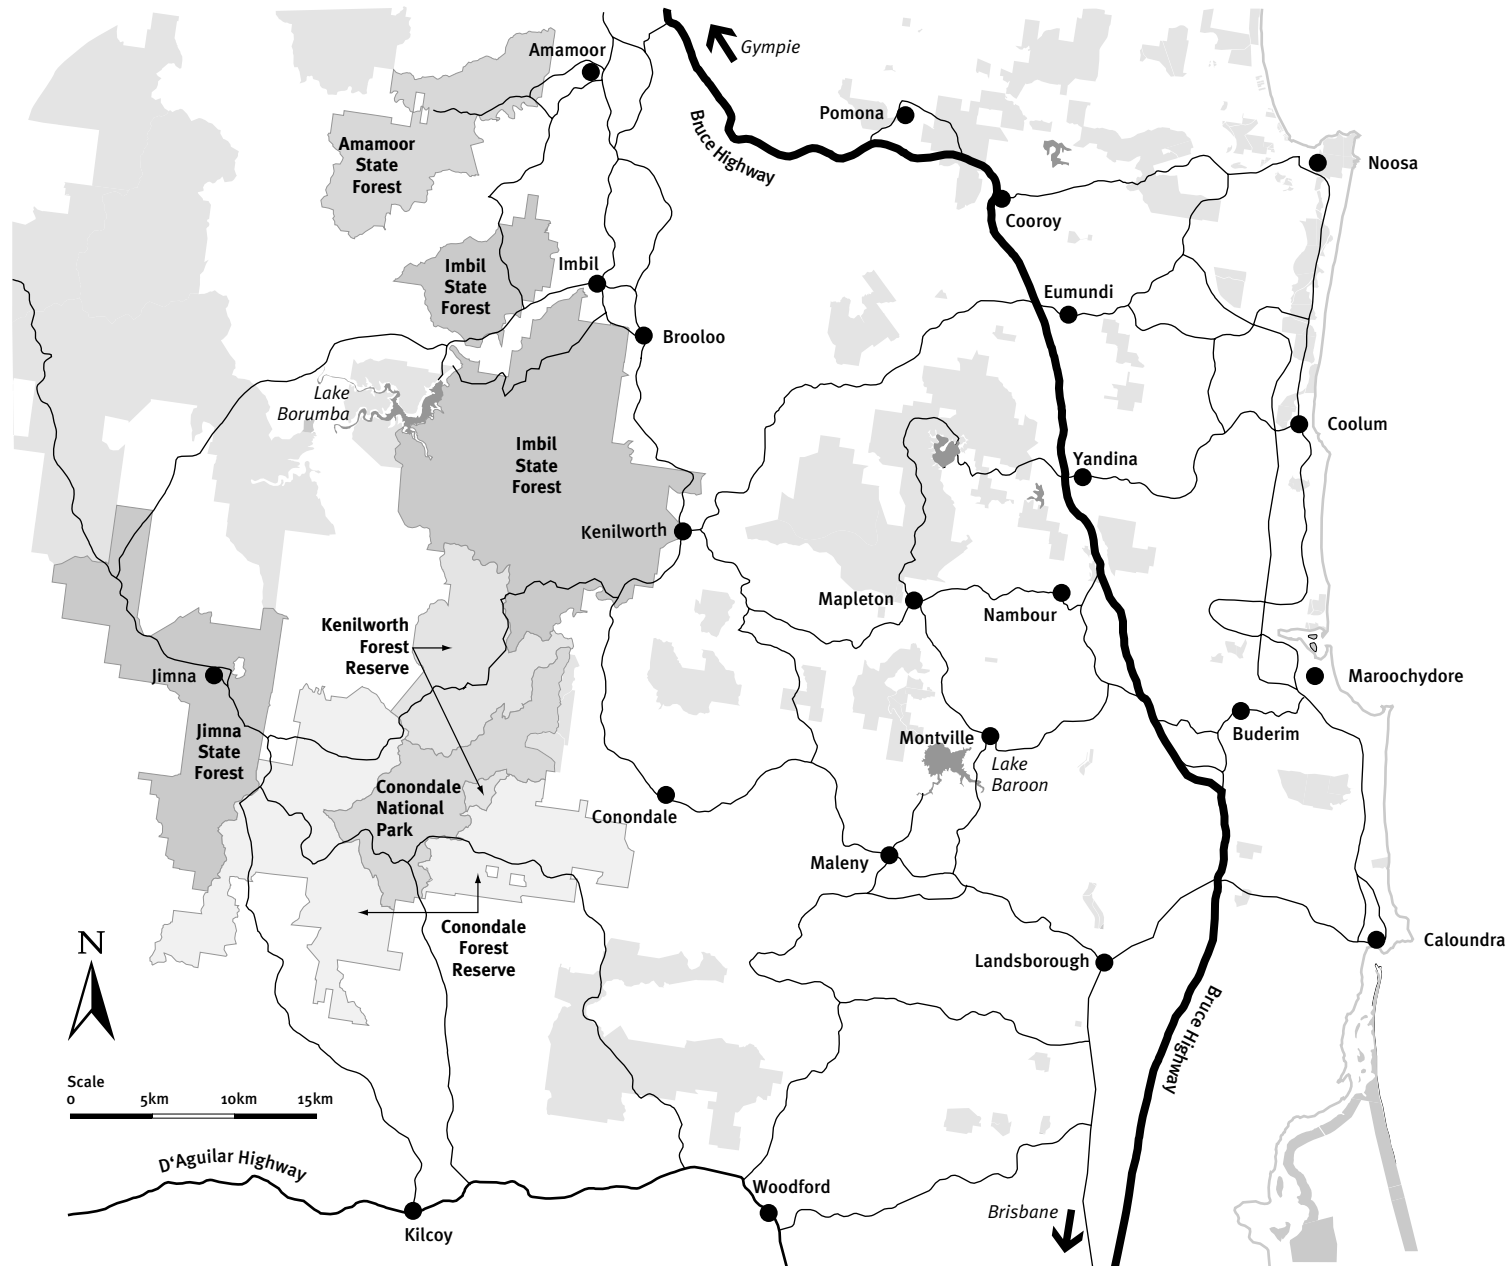 Amamoor
Gympie
Pomona
Bruce Highway
Amamoor
State
Forest
Noosa
Cooroy
Imbil
State
Forest
Imbil
Eumundi
Brooloo
Lake
Borumba
Coolum
Imbil
State
Forest
Yandina
Kenilworth
Mapleton
Nambour
Kenilworth
Forest
Reserve
Jimna
Maroochydore
Jimna
State
Forest
Montville
Buderim
Lake
Baroon
Conondale
National
Park
Conondale
Maleny
Conondale
Forest
Reserve
N
Caloundra
Landsborough
Bruce Highway
Scale
0 5km 10km 15km
D'Aguilar Highway
Woodford
Brisbane
Kilcoy